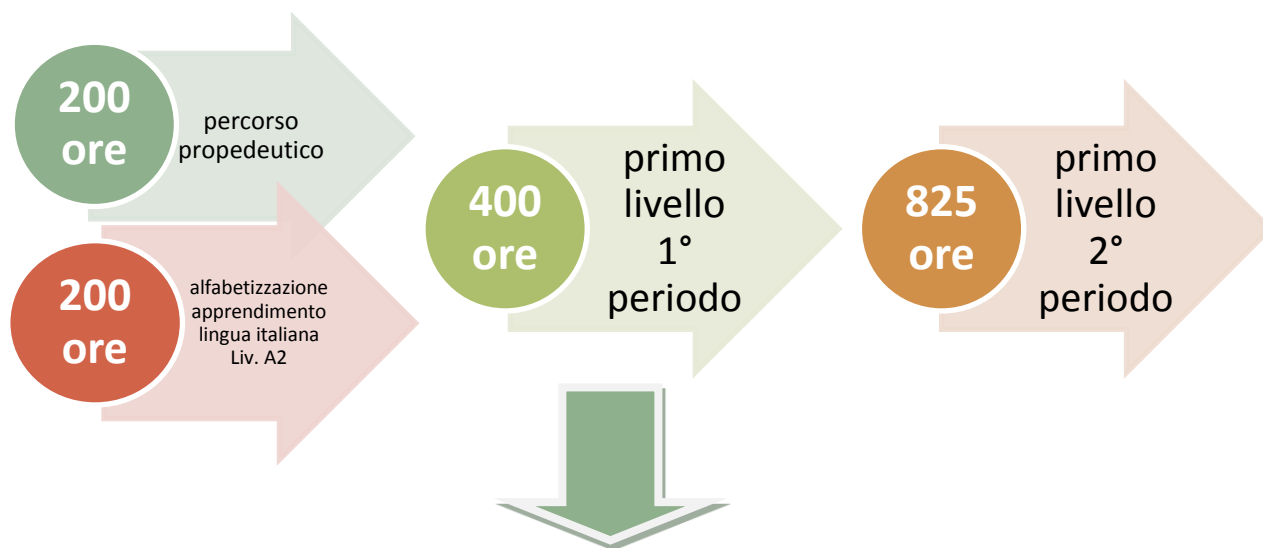 200
ore
percorso
propedeutico
200
ore
alfabetizzazione
apprendimento
lingua italiana
Liv. A2
400
ore
primo
livello
1°
periodo
825
ore
primo
livello
2°
periodo